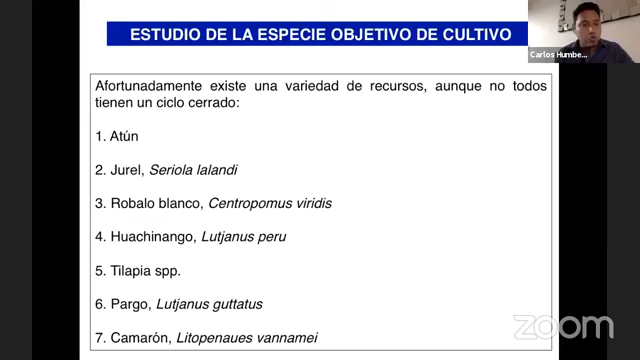 ESTUDIO DE LA ESPECIE OBJETIVO DE CULTIVO
Carlos Humbe...
Afortunadamente existe una variedad de recursos, aunque no todos
tienen un ciclo cerrado:
1. Atún
2. Jurel, Seriola lalandi
3. Robalo blanco, Centropomus viridis
4. Huachinango, Lutjanus peru
5. Tilapia spp.
6. Pargo, Lutjanus guttatus
7. Camarón, Litopenaues vannamei
zoom